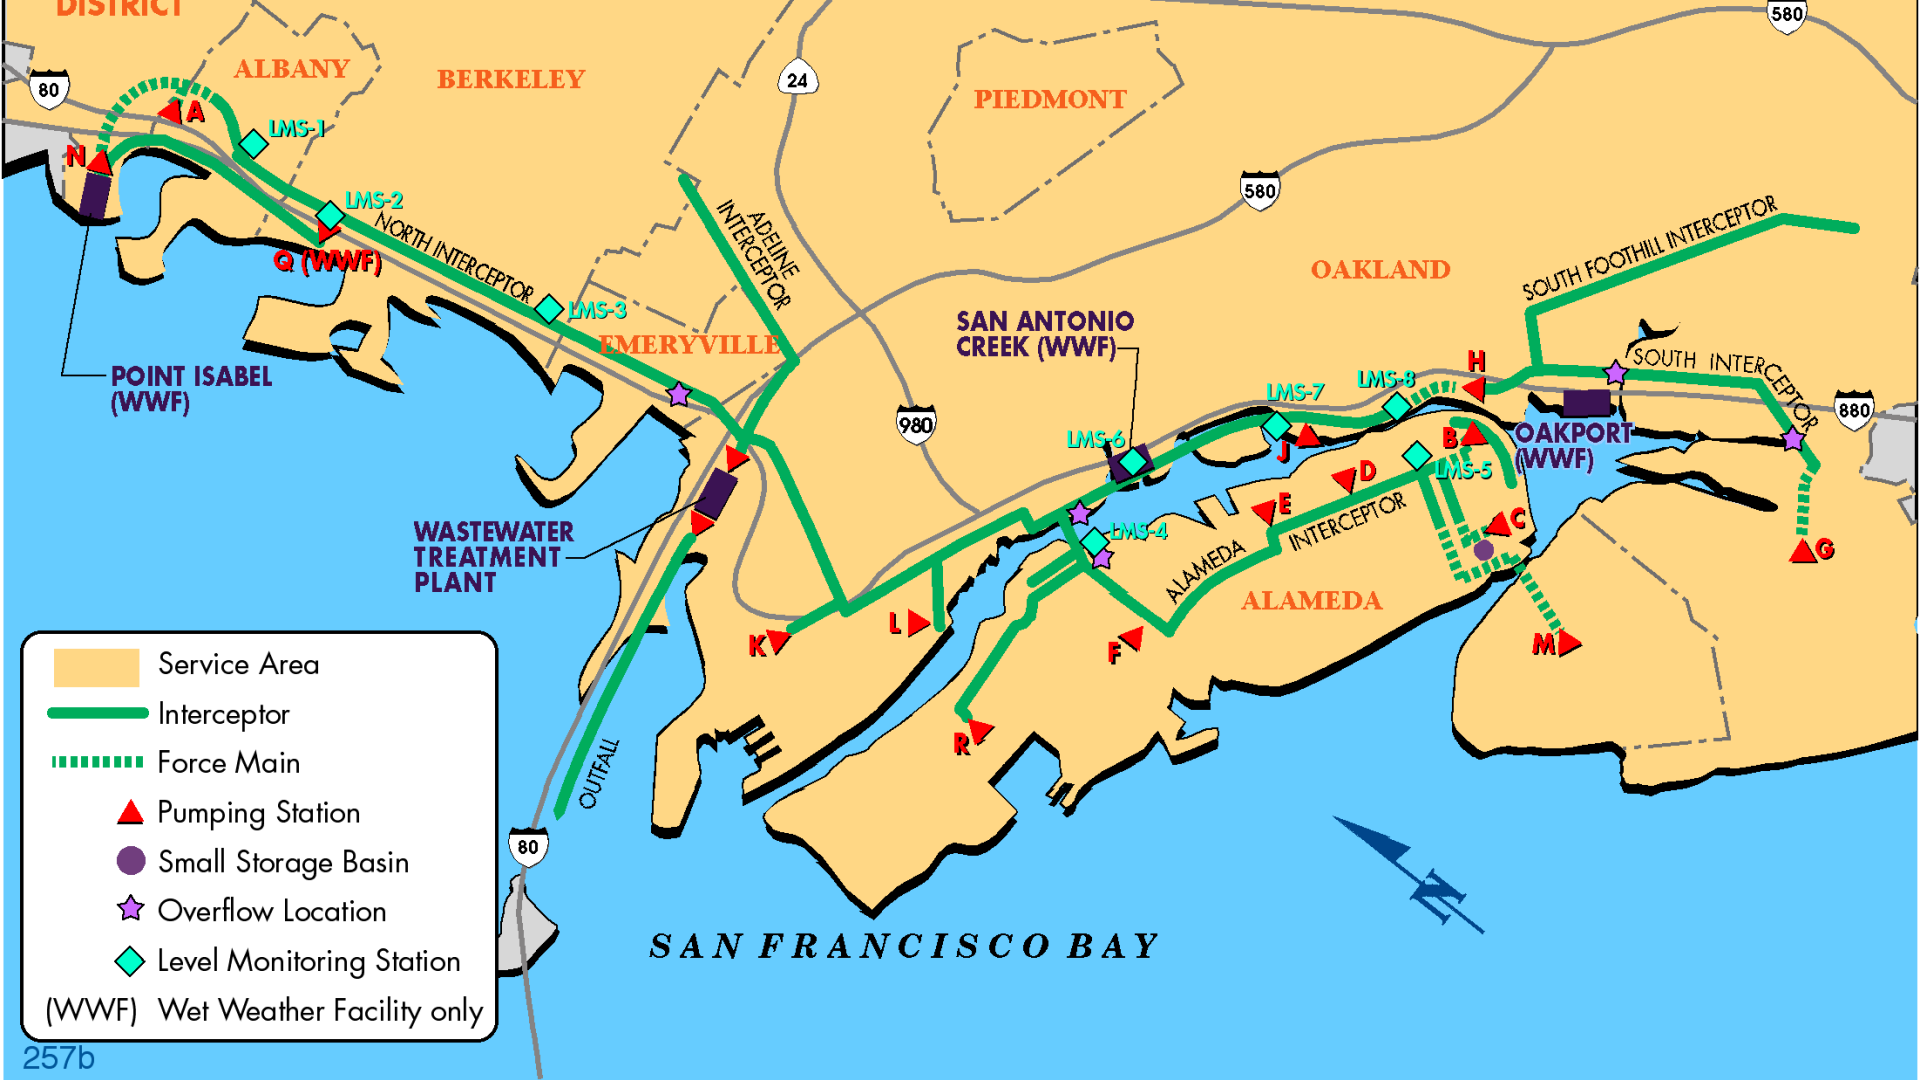 DISTRICT
580
ALBANY
BERKELEY
24
80
PIEDMONT
A
LMS-1
N
LMS-2
580
NORTH INTERCEPTOR
ADELINE
INTERCEPTOR
SOUTH FOOTHILL INTERCEPTOR
Q (WWF)
OAKLAND
LMS-3
SAN ANTONIO
CREEK (WWF)
EMERYVILLE
H
SOUTH INTERCEPTOR
POINT ISABEL
(WWF)
LMS-7
LMS-8
880
980
LMS-6
J
B
OAKPORT
(WWF)
D
LMS-5
E
WASTEWATER
TREATMENT
PLANT
LMS-4
ALAMEDA INTERCEPTOR
C
G
ALAMEDA
K
L
F
M
R
OUTFALL
80
Service Area
Interceptor
Force Main
Pumping Station
Small Storage Basin
Overflow Location
Level Monitoring Station
(WWF) Wet Weather Facility only
N
SAN FRANCISCO BAY
257b